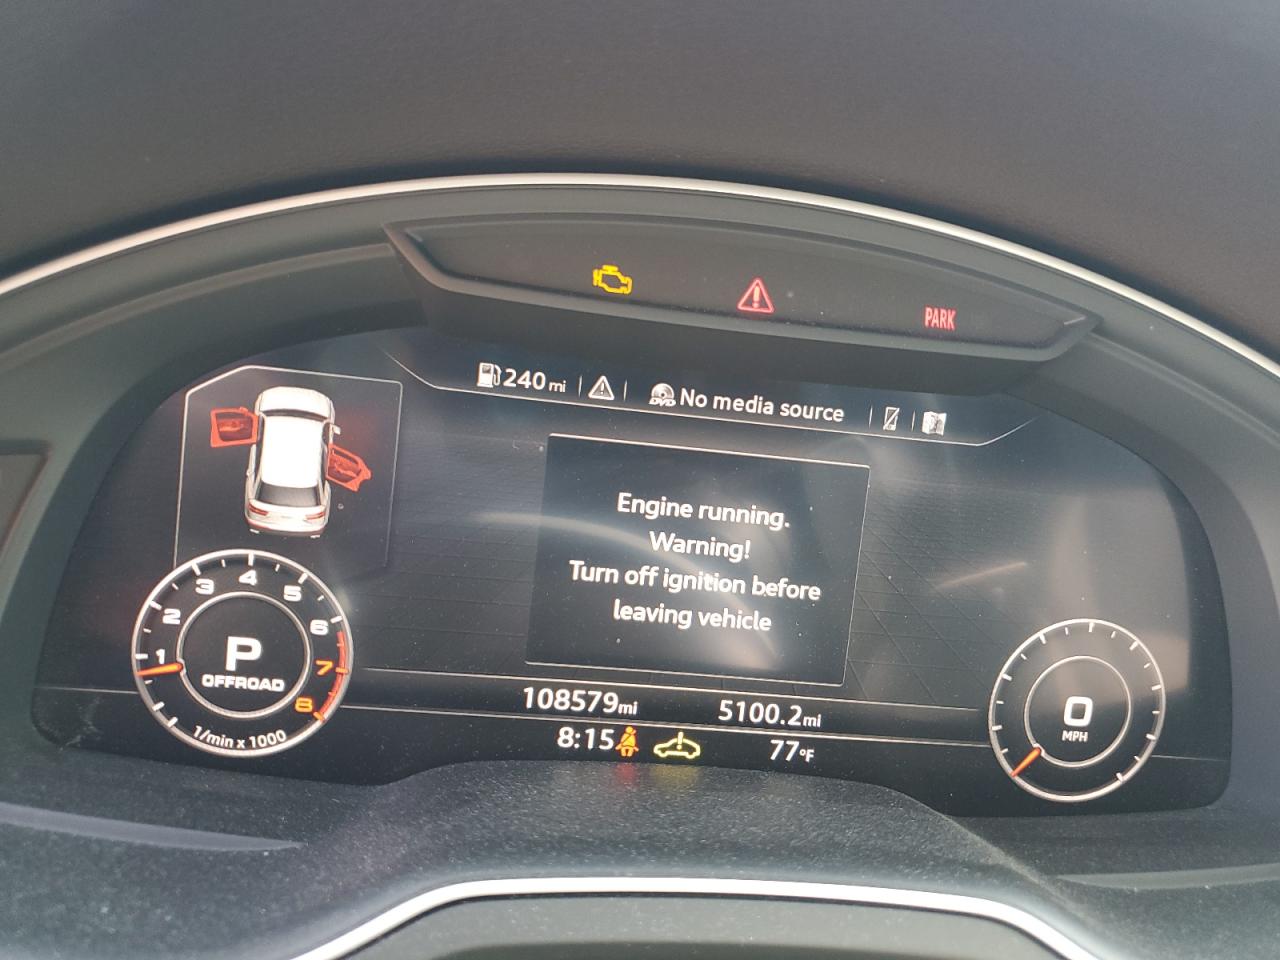 PARK
240 mi
DVD No media source
Engine running.
Warning!
Turn off ignition before
leaving vehicle
1 2 3 4 5 6 7 8
P
OFFROAD
1/min x 1000
0
MPH
108579mi 5100.2mi
8:15 77°F